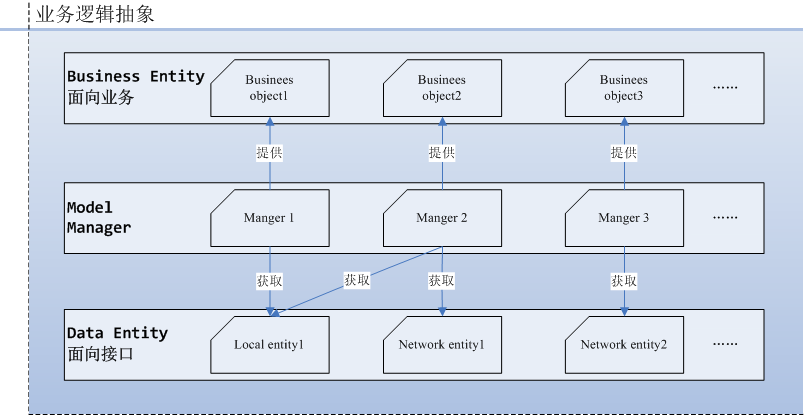 业务逻辑抽象
Business Entity
面向业务
Businees
object1
Businees
object2
Businees
object3
……
提供
提供
提供
Model
Manager
Manger 1
Manger 2
Manger 3
……
获取
获取
获取
获取
Data Entity
面向接口
Local entity1
Network entity1
Network entity2
……